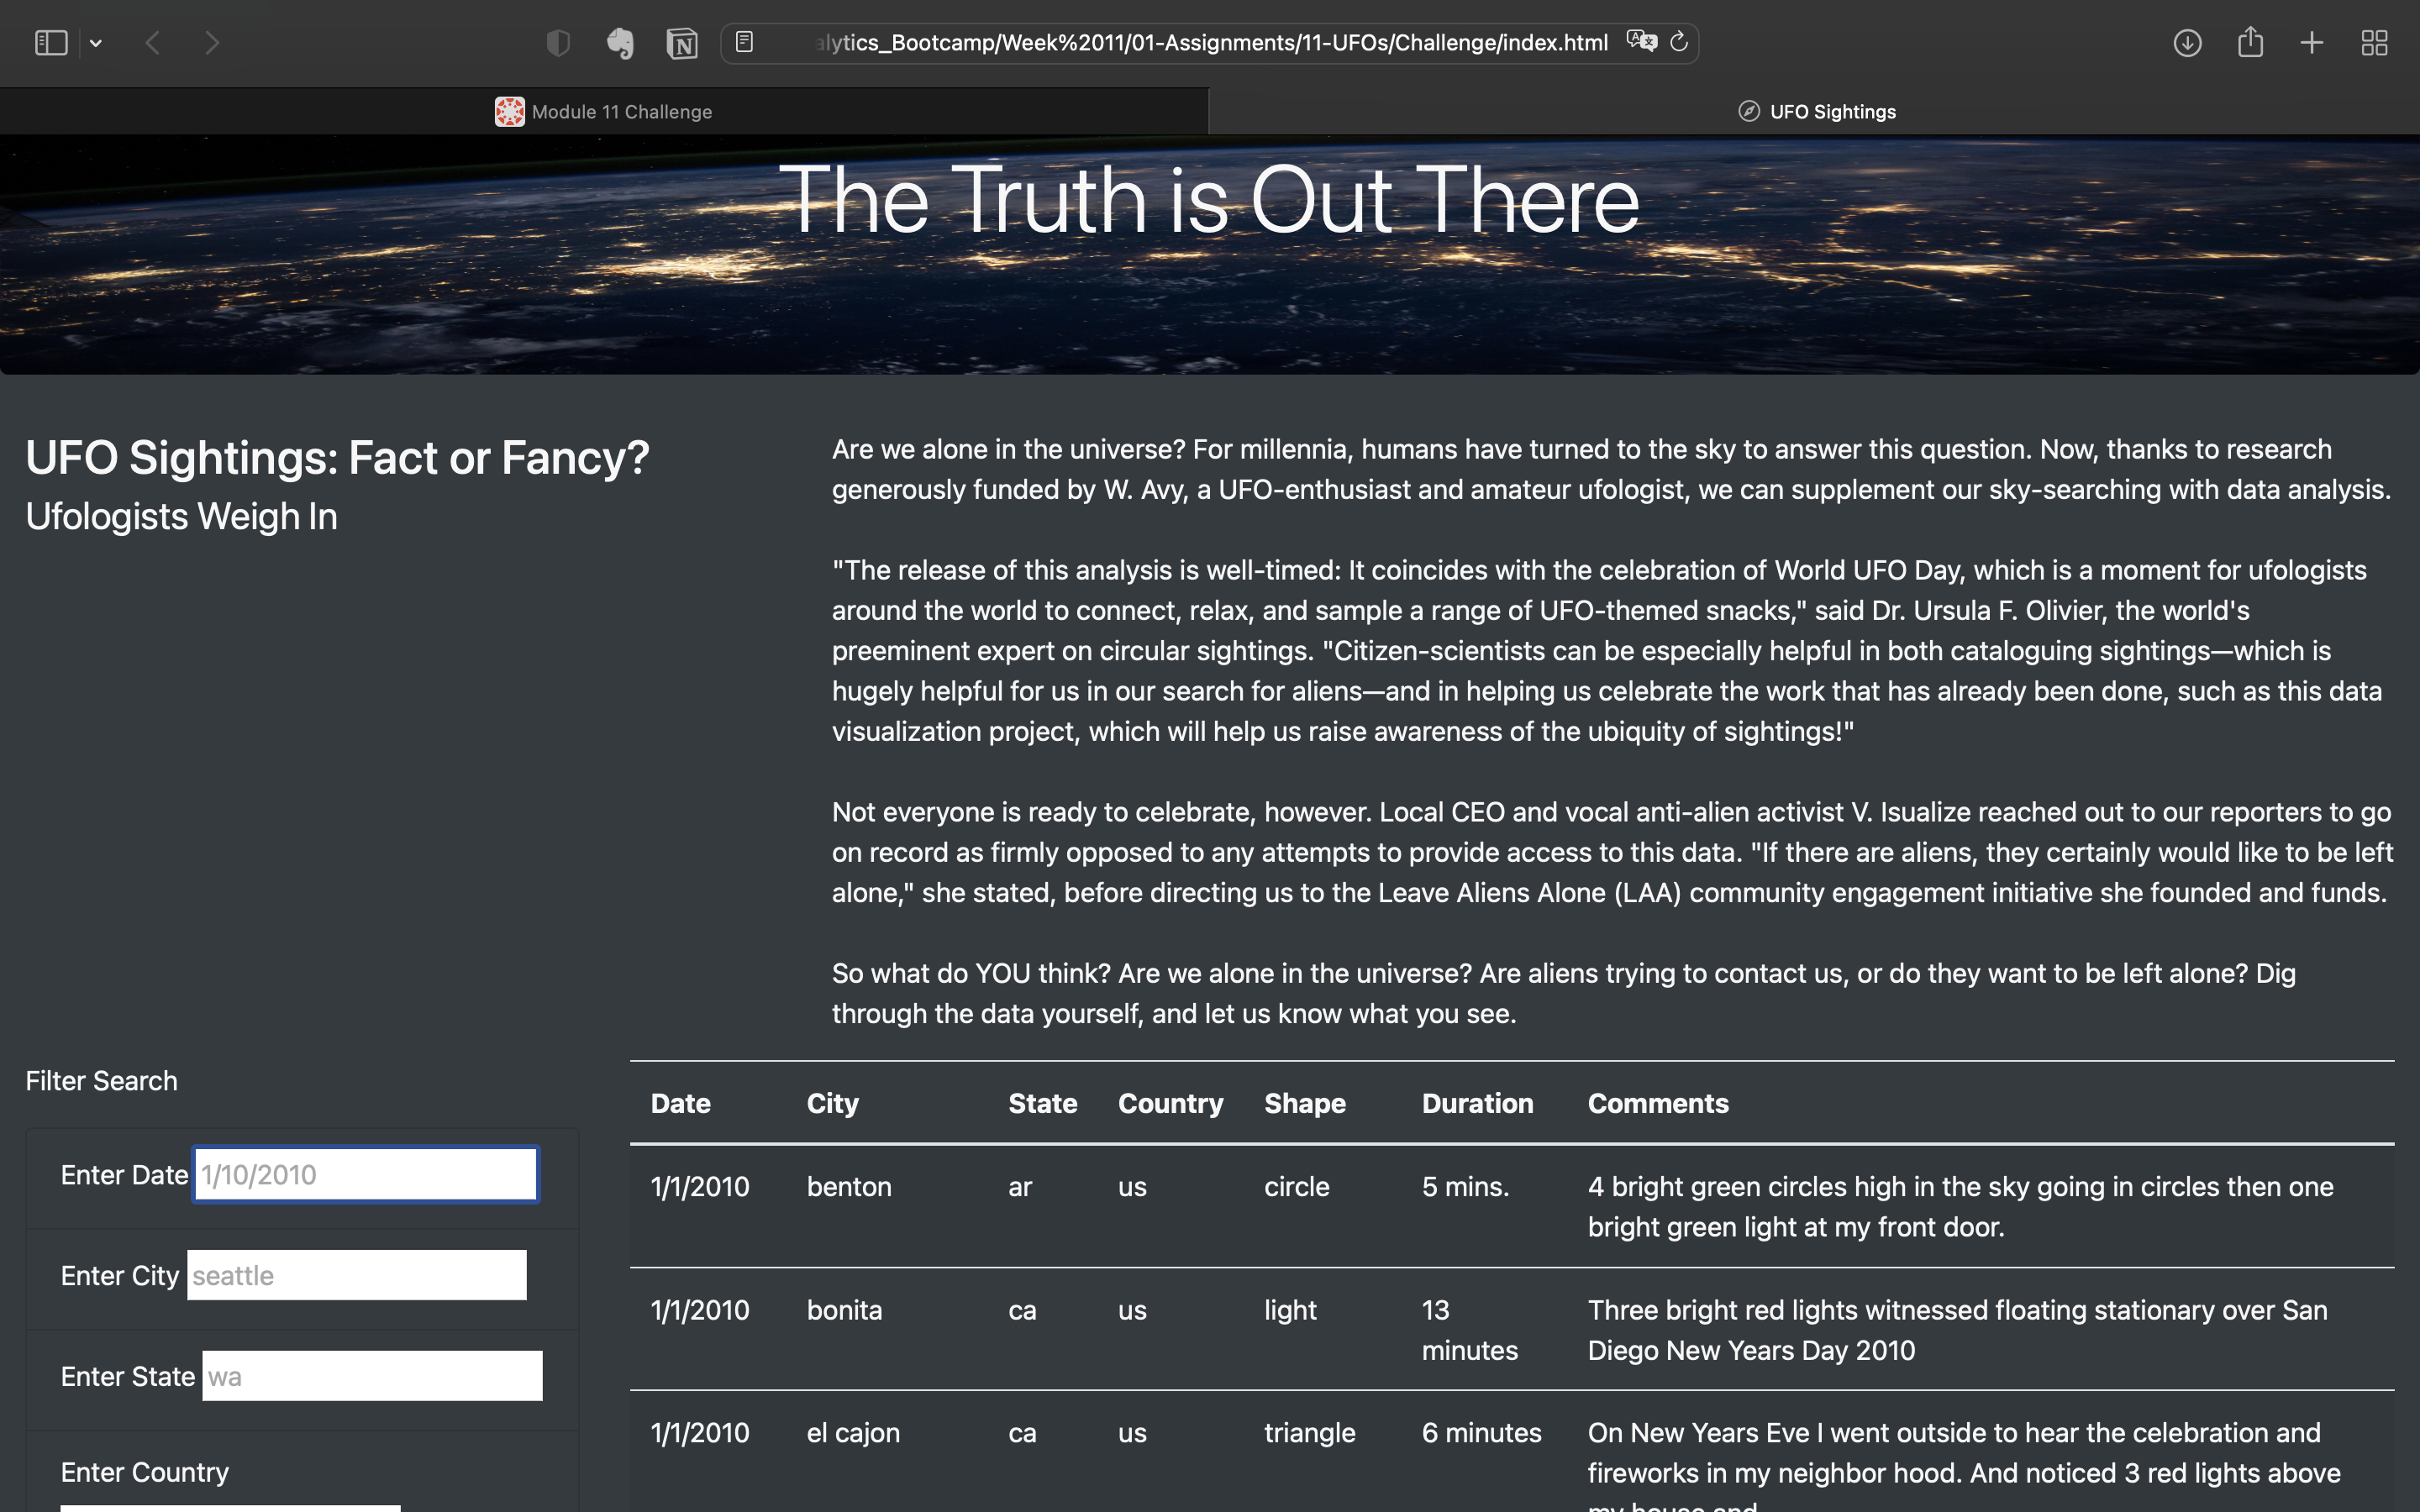 alytics_Bootcamp/Week%2011/01-Assignments/11-UFOs/Challenge/index.html
Module 11 Challenge
UFO Sightings
The Truth is Out There
UFO Sightings: Fact or Fancy?
Ufologists Weigh In
Are we alone in the universe? For millennia, humans have turned to the sky to answer this question. Now, thanks to research
generously funded by W. Avy, a UFO-enthusiast and amateur ufologist, we can supplement our sky-searching with data analysis.
"The release of this analysis is well-timed: It coincides with the celebration of World UFO Day, which is a moment for ufologists
around the world to connect, relax, and sample a range of UFO-themed snacks," said Dr. Ursula F. Olivier, the world's
preeminent expert on circular sightings. "Citizen-scientists can be especially helpful in both cataloguing sightings—which is
hugely helpful for us in our search for aliens—and in helping us celebrate the work that has already been done, such as this data
visualization project, which will help us raise awareness of the ubiquity of sightings!"
Not everyone is ready to celebrate, however. Local CEO and vocal anti-alien activist V. Isualize reached out to our reporters to go
on record as firmly opposed to any attempts to provide access to this data. "If there are aliens, they certainly would like to be left
alone," she stated, before directing us to the Leave Aliens Alone (LAA) community engagement initiative she founded and funds.
So what do YOU think? Are we alone in the universe? Are aliens trying to contact us, or do they want to be left alone? Dig
through the data yourself, and let us know what you see.
Filter Search
Enter Date 1/10/2010
Enter City seattle
Enter State wa
Enter Country
Date City State Country Shape Duration Comments
1/1/2010 benton ar us circle 5 mins. 4 bright green circles high in the sky going in circles then one
bright green light at my front door.
1/1/2010 bonita ca us light 13 Three bright red lights witnessed floating stationary over San
minutes Diego New Years Day 2010
1/1/2010 el cajon ca us triangle 6 minutes On New Years Eve I went outside to hear the celebration and
fireworks in my neighbor hood. And noticed 3 red lights above
my house and